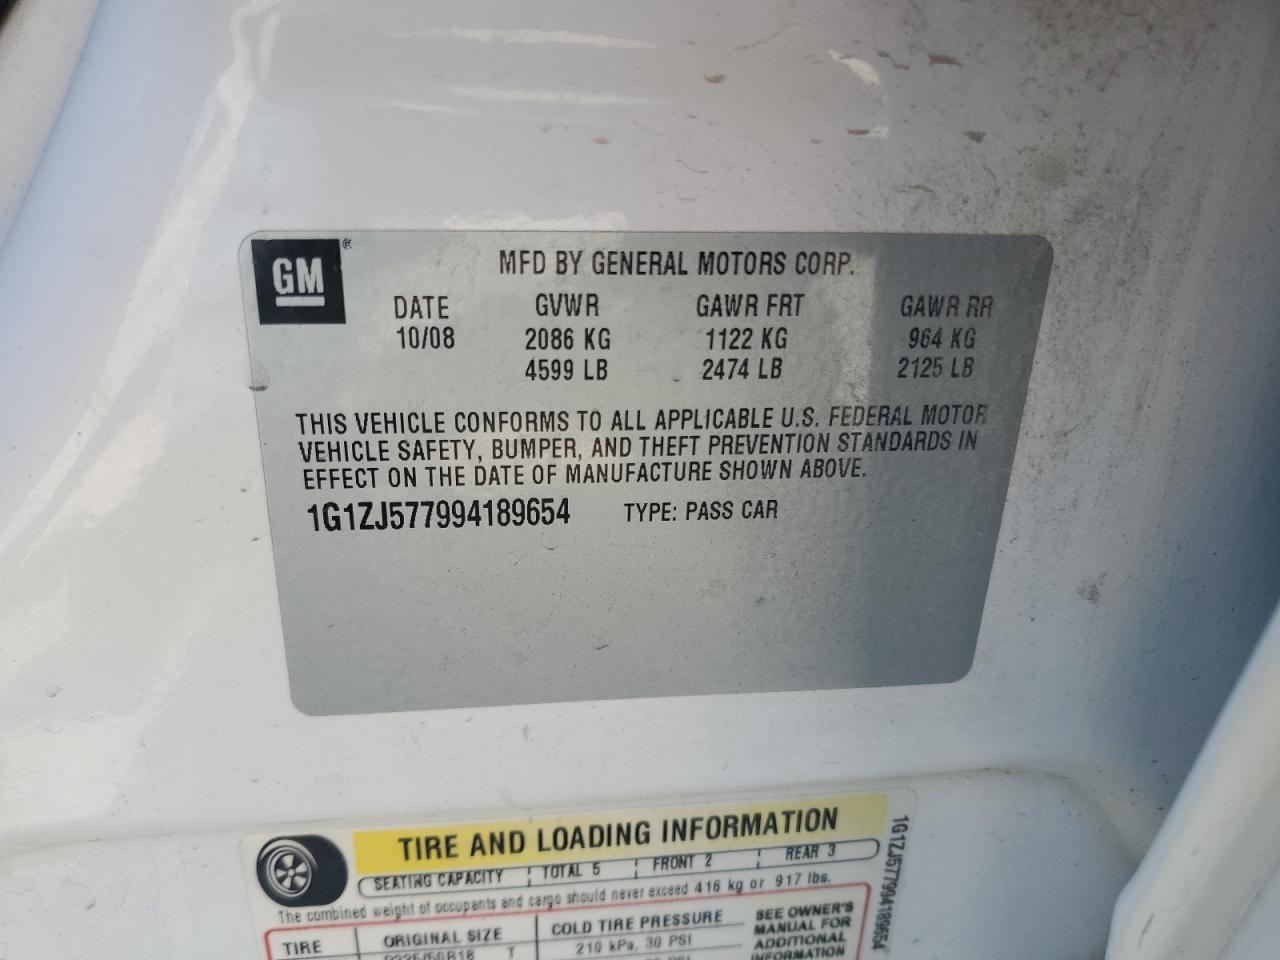 GM ®
MFD BY GENERAL MOTORS CORP.
DATE GVWR GAWR FRT GAWR RR
10/08 2086 KG 1122 KG 964 KG
4599 LB 2474 LB 2125 LB
THIS VEHICLE CONFORMS TO ALL APPLICABLE U.S. FEDERAL MOTOR
VEHICLE SAFETY, BUMPER, AND THEFT PREVENTION STANDARDS IN
EFFECT ON THE DATE OF MANUFACTURE SHOWN ABOVE.
1G1ZJ577994189654 TYPE: PASS CAR
TIRE AND LOADING INFORMATION
SEATING CAPACITY TOTAL 5 FRONT 2 REAR 3
The combined weight of occupants and cargo should never exceed 416 kg or 917 lbs.
TIRE ORIGINAL SIZE COLD TIRE PRESSURE
P225/50R18 T 210 kPa, 30 PSI
SEE OWNER'S
MANUAL FOR
ADDITIONAL
INFORMATION
1G1ZJ577994189654